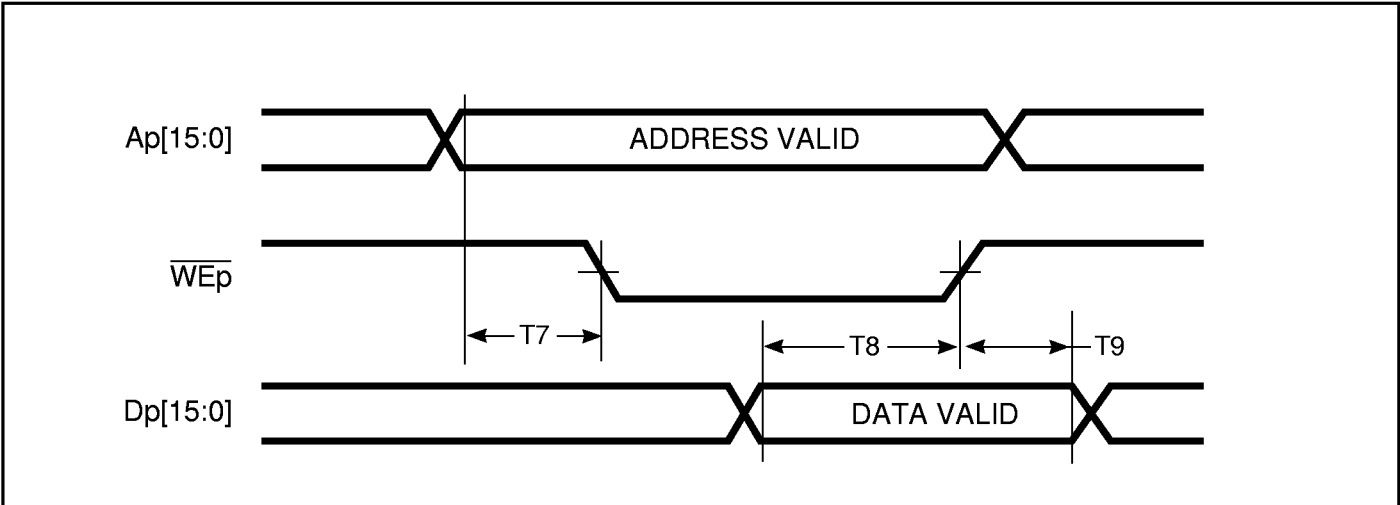 Ap[15:0]
ADDRESS VALID
WEp
T7
T8
T9
Dp[15:0]
DATA VALID